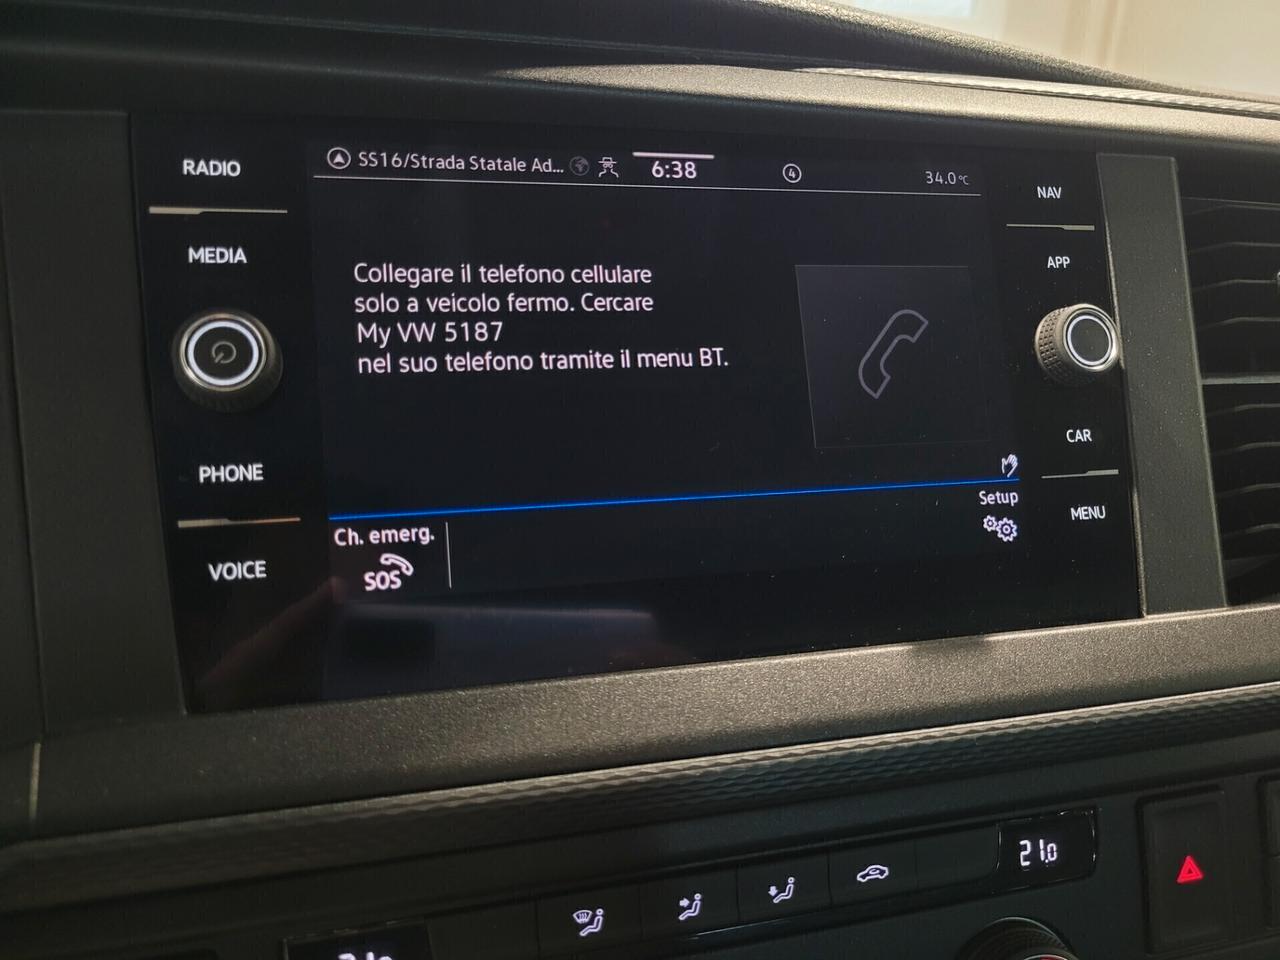 RADIO
MEDIA
PHONE
VOICE
SS16/Strada Statale Ad... 6:38 4 34.0°C
Collegare il telefono cellulare
solo a veicolo fermo. Cercare
My VW 5187
nel suo telefono tramite il menu BT.
Setup
Ch. emerg.
SOS
NAV
APP
CAR
MENU
21.0